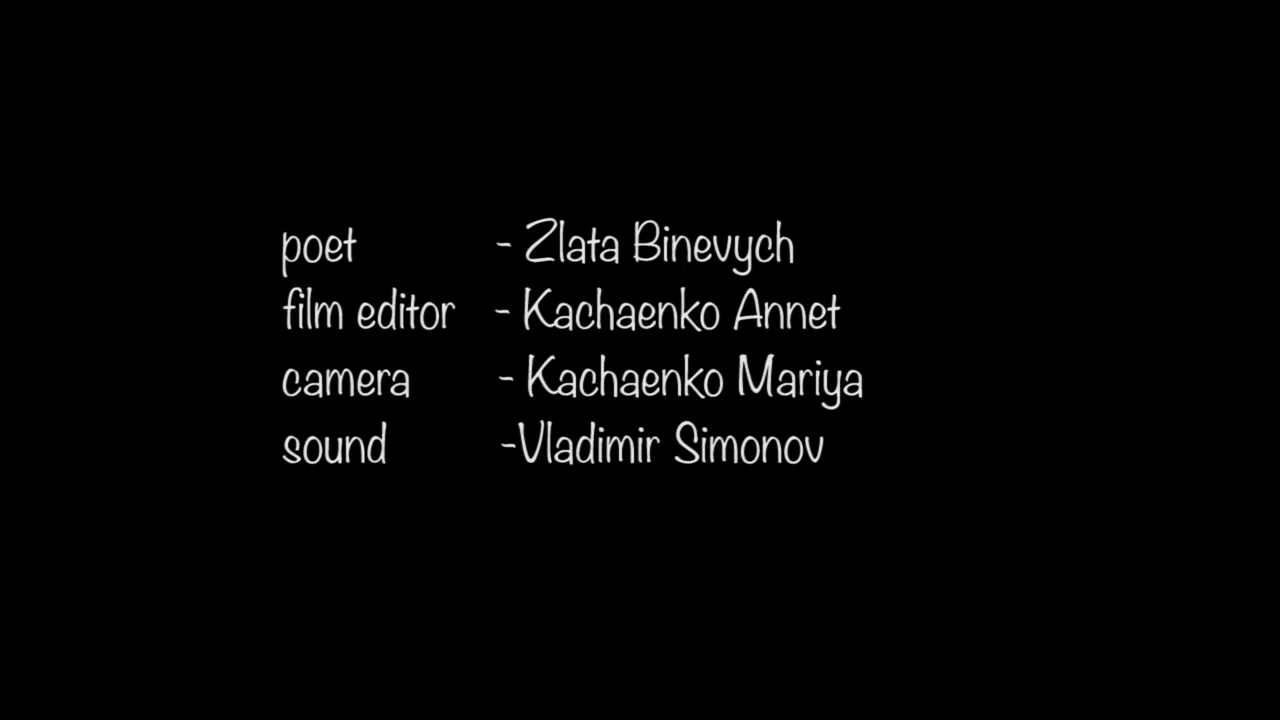 poet - Zlata Binevych
film editor - Kachaenko Annet
camera - Kachaenko Mariya
sound -Vladimir Simonov